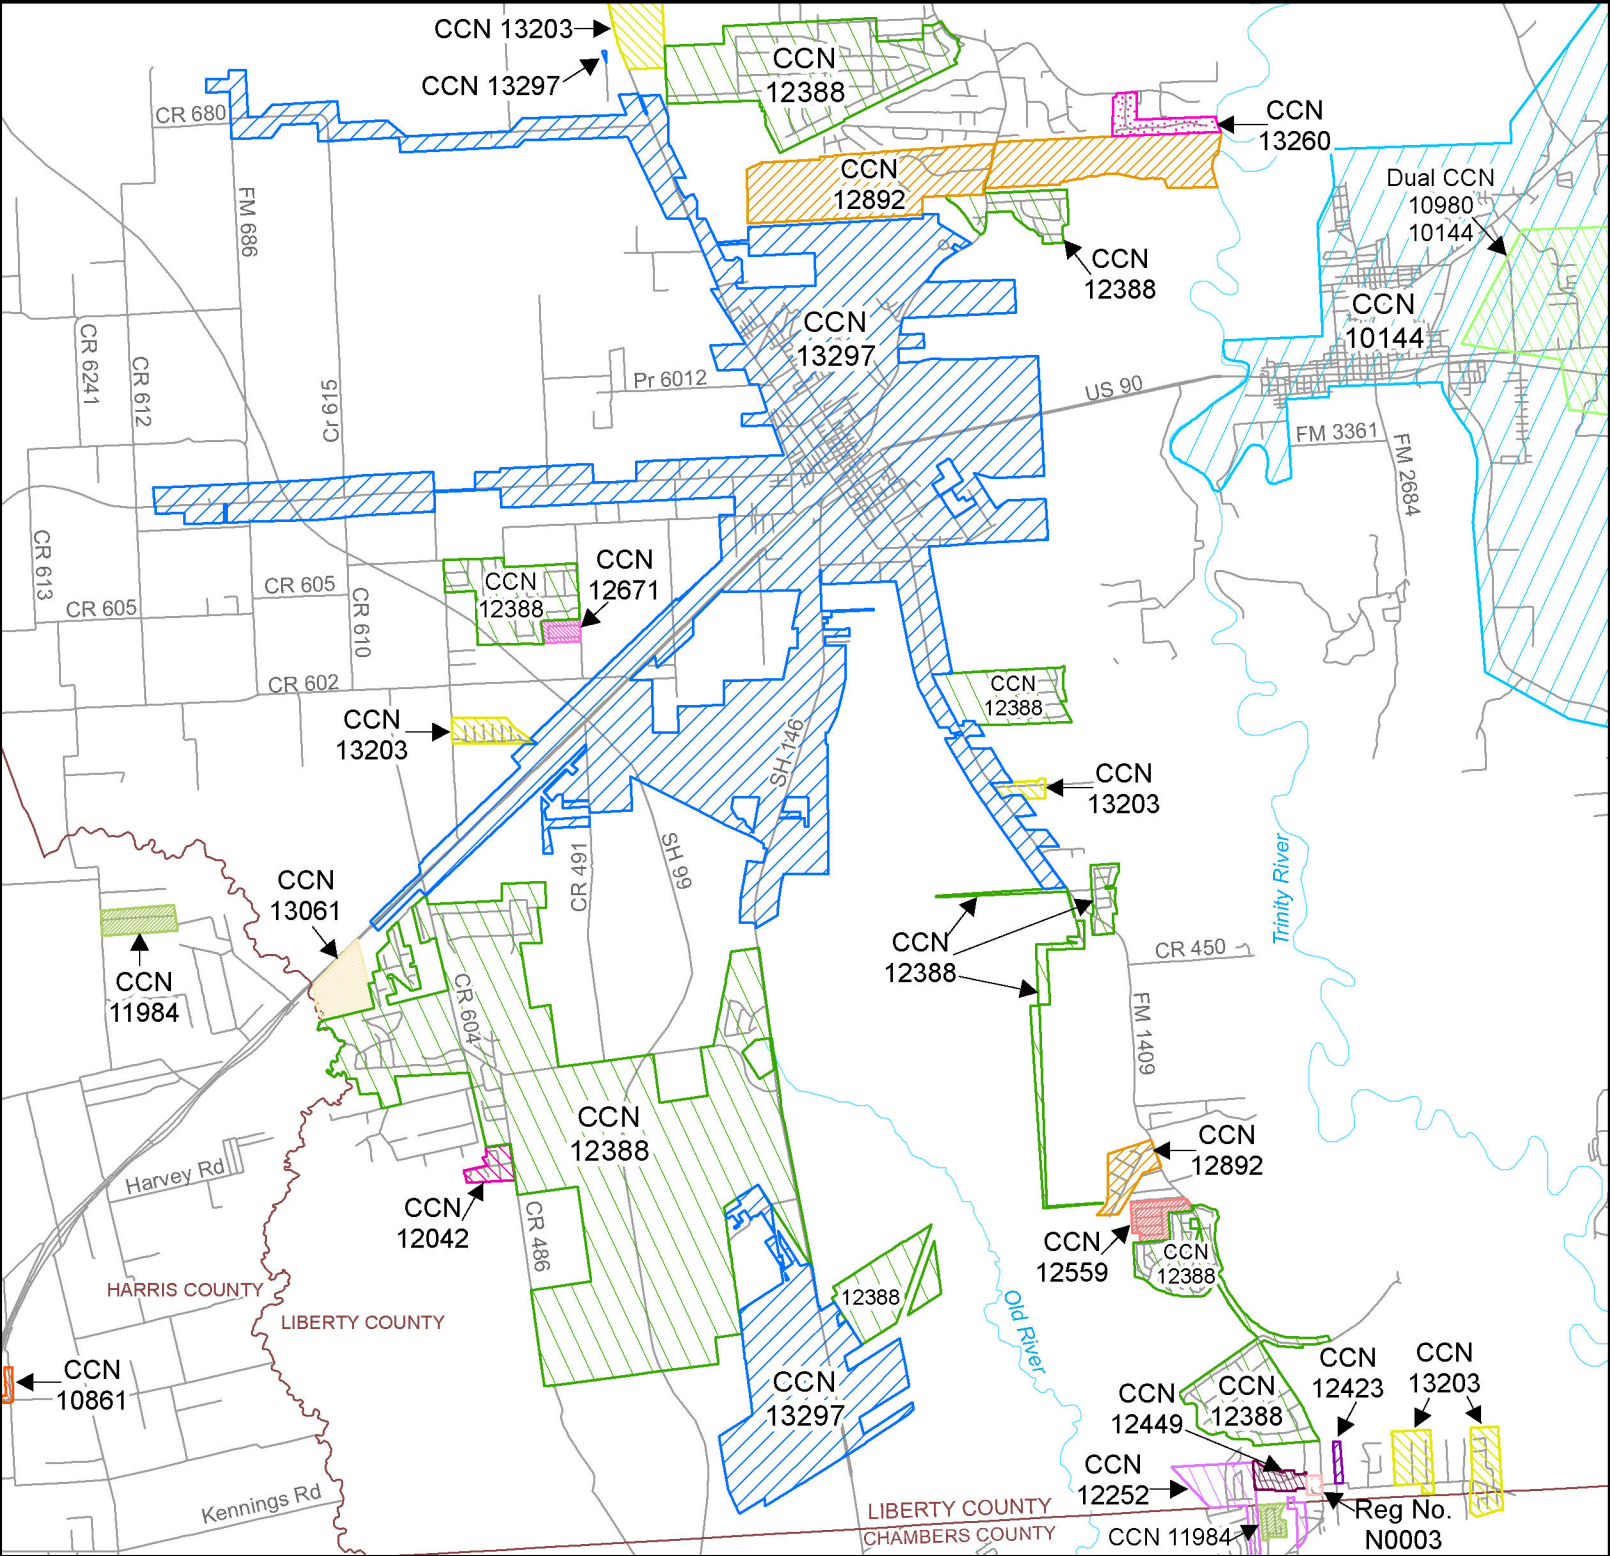 CCN 13203
CCN 13297
CCN
12388
CCN
13260
CR 680
CCN
12892
Dual CCN
10980
10144
FM 686
CCN
12388
CCN
13297
CCN
10144
CR 6241
CR 612
Cr 615
Pr 6012
US 90
FM 3361
FM 2684
CR 613
CR 605
CR 605
CR 610
CCN
12388
CCN
12671
CR 602
CCN
12388
CCN
13203
SH 146
CCN
13203
CR 491
SH 99
Trinity River
CCN
13061
CCN
11984
CCN
12388
CR 450
CR 604
FM 1409
CCN
12388
CCN
12892
Harvey Rd
CCN
12042
CR 486
CCN
12559
CCN
12388
HARRIS COUNTY
LIBERTY COUNTY
12388
Old River
CCN
10861
CCN
13297
CCN
12449
CCN
12388
CCN
12423
CCN
13203
CCN
12252
Kennings Rd
LIBERTY COUNTY
CHAMBERS COUNTY
CCN 11984
Reg No.
N0003